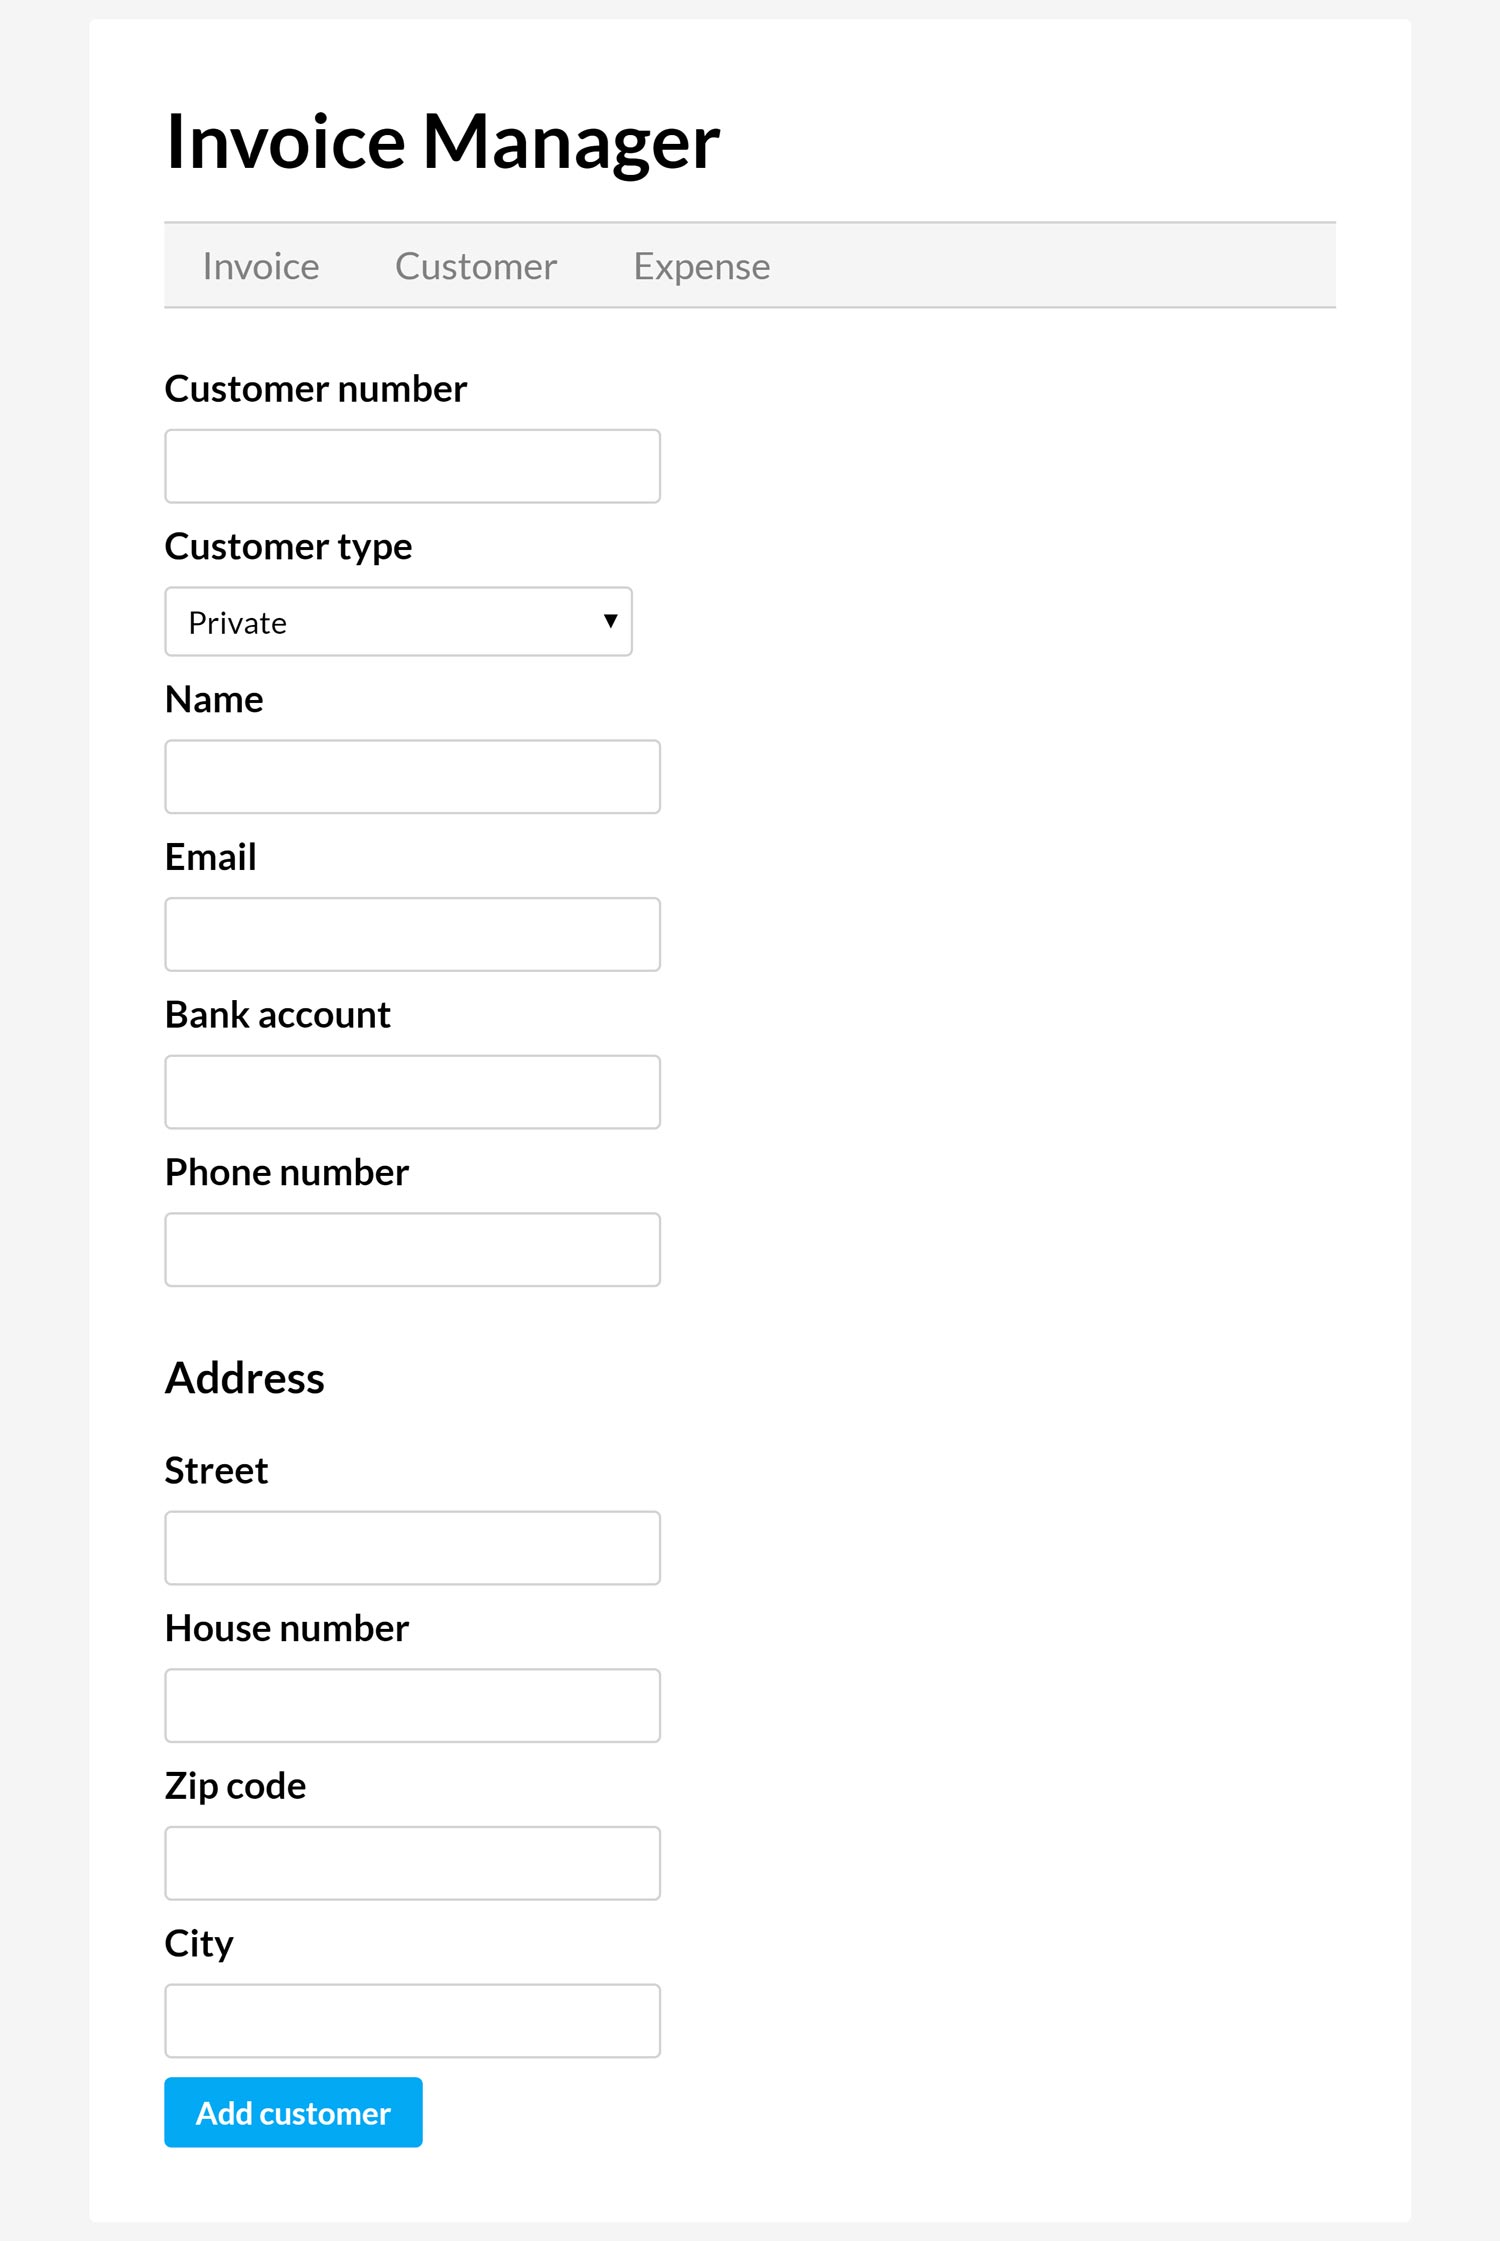 Invoice Manager
Invoice Customer Expense
Customer number
Customer type
Private
Name
Email
Bank account
Phone number
Address
Street
House number
Zip code
City
Add customer